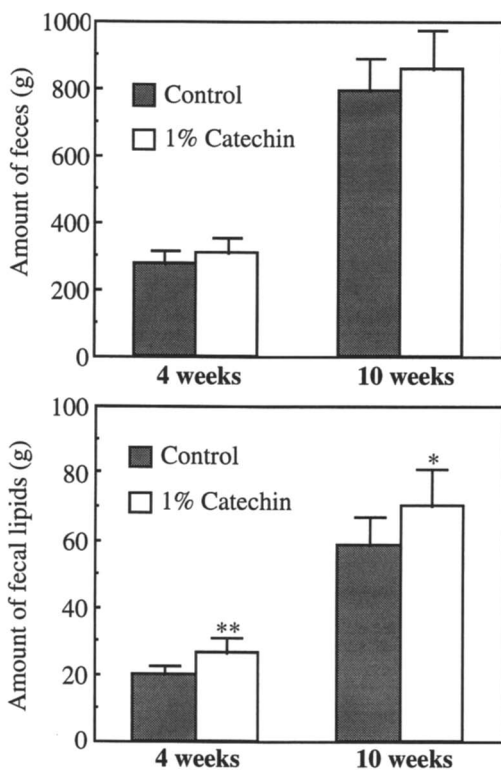 Amount of feces (g)
1000
800
600
400
200
0
Control
1% Catechin
4 weeks
10 weeks
Amount of fecal lipids (g)
100
80
60
40
20
0
Control
1% Catechin
**
*
4 weeks
10 weeks